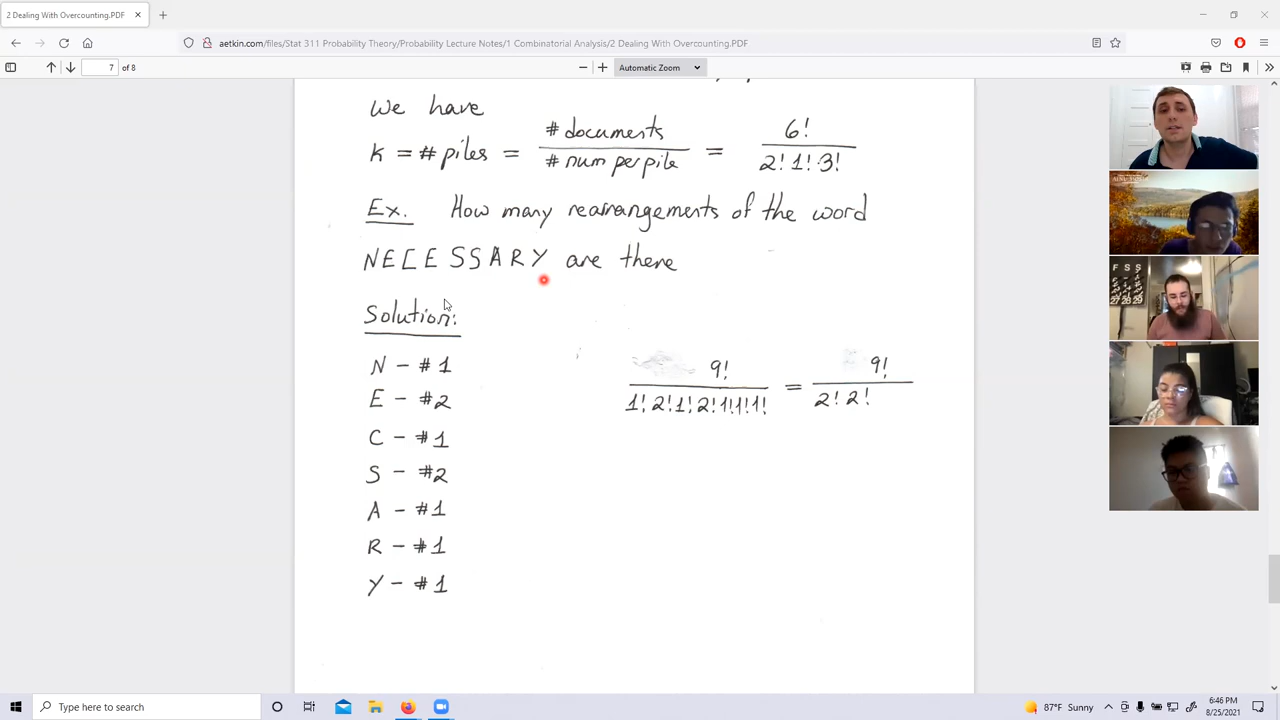 2 Dealing With Overcounting.PDF
aetkin.com/files/Stat 311 Probability Theory/Probability Lecture Notes/1 Combinatorial Analysis/2 Dealing With Overcounting.PDF
7 of 8
Automatic Zoom
We have
K = # piles = # documents / # num per pile = 6! / 2! 1! 3!
Ex. How many rearrangements of the word
NECESSARY are there
Solution:
N - #1
E - #2
C - #1
S - #2
A - #1
R - #1
Y - #1
9! / 1! 2! 1! 2! 1! 1! 1! = 9! / 2! 2!
F S S
27 28 29
Type here to search
87°F Sunny
6:46 PM
8/25/2021